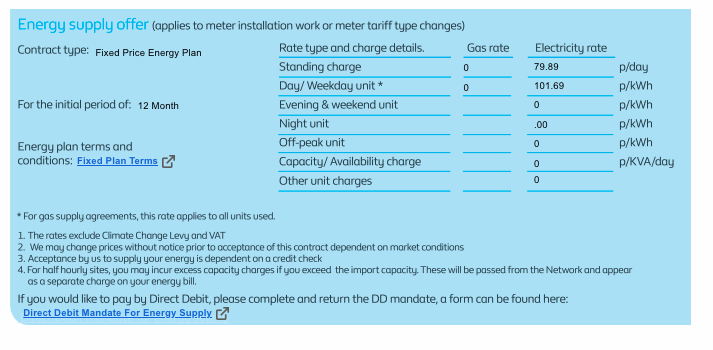 Energy supply offer (applies to meter installation work or meter tariff type changes)
Contract type: Fixed Price Energy Plan
Rate type and charge details. Gas rate Electricity rate
Standing charge 0 79.89 p/day
Day/ Weekday unit * 0 101.69 p/kWh
For the initial period of: 12 Month
Evening & weekend unit 0 p/kWh
Night unit .00 p/kWh
Energy plan terms and
conditions: Fixed Plan Terms
Off-peak unit 0 p/kWh
Capacity/ Availability charge 0 p/KVA/day
Other unit charges 0
* For gas supply agreements, this rate applies to all units used.
1. The rates exclude Climate Change Levy and VAT
2. We may change prices without notice prior to acceptance of this contract dependent on market conditions
3. Acceptance by us to supply your energy is dependent on a credit check
4. For half hourly sites, you may incur excess capacity charges if you exceed the import capacity. These will be passed from the Network and appear
as a separate charge on your energy bill.
If you would like to pay by Direct Debit, please complete and return the DD mandate, a form can be found here:
Direct Debit Mandate For Energy Supply